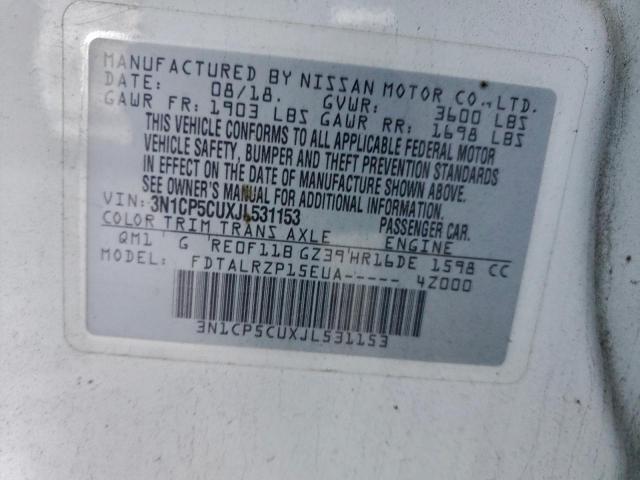 MANUFACTURED BY NISSAN MOTOR CO.,LTD.
DATE: 08/18. GVWR: 3600 LBS
GAWR FR: 1903 LBS GAWR RR: 1698 LBS
THIS VEHICLE CONFORMS TO ALL APPLICABLE FEDERAL MOTOR
VEHICLE SAFETY, BUMPER AND THEFT PREVENTION STANDARDS
IN EFFECT ON THE DATE OF MANUFACTURE SHOWN ABOVE.
SEE OWNER'S MANUAL FOR ADDITIONAL INFORMATION.
VIN: 3N1CP5CUXJL531153 PASSENGER CAR.
COLOR TRIM TRANS AXLE ENGINE
QM1 G RE0F11B GZ39 HR16DE 1598 CC
MODEL: FDTALRZP15EUA----- 4Z000
3N1CP5CUXJL531153